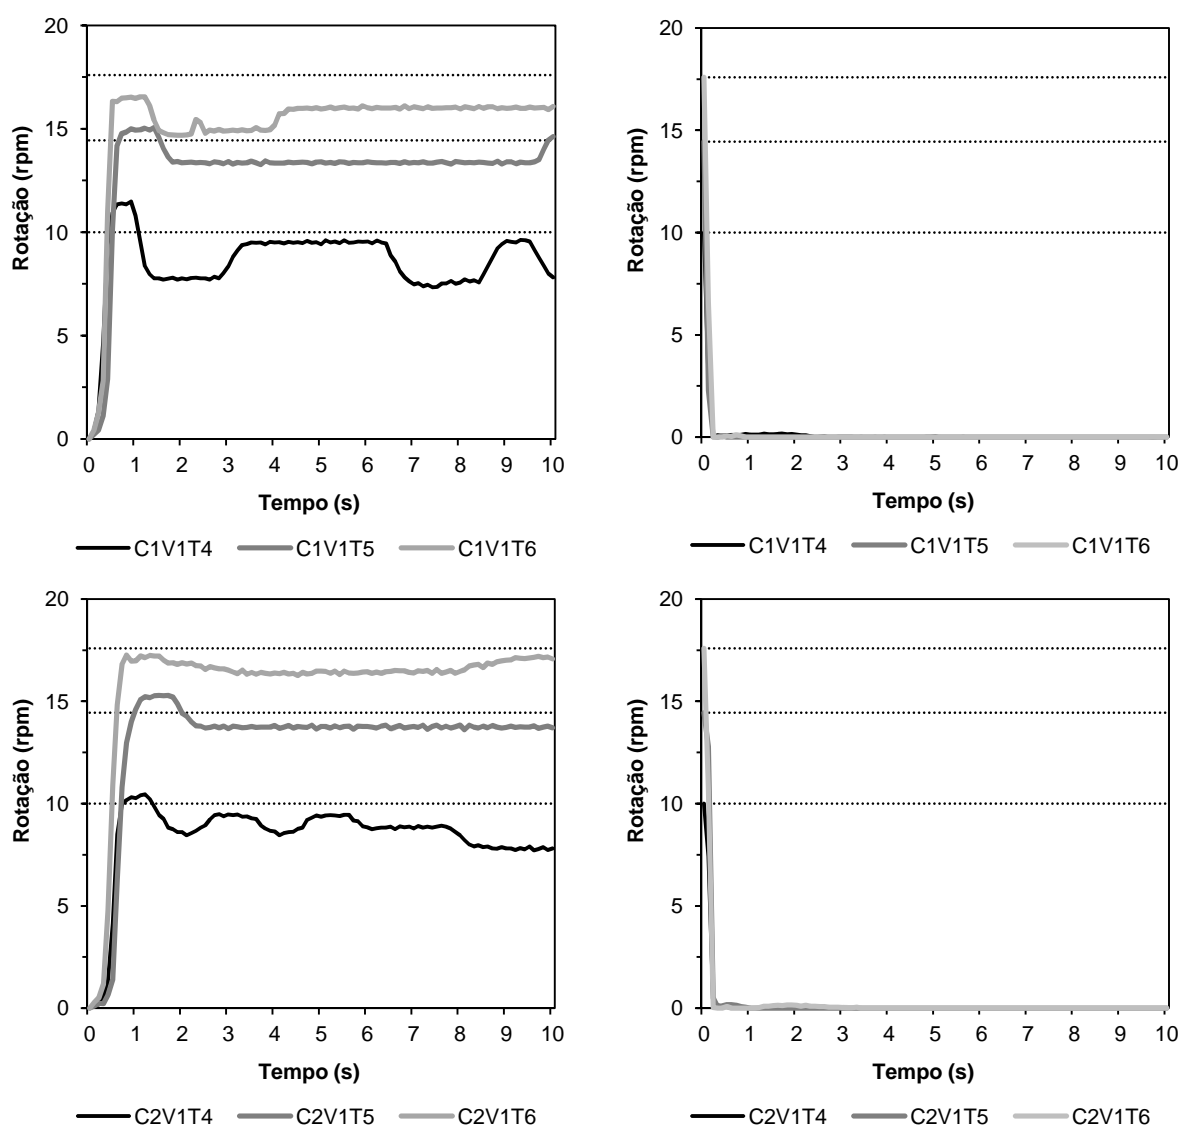 20
15
10
5
0
Rotação (rpm)
0 1 2 3 4 5 6 7 8 9 10
Tempo (s)
C1V1T4 C1V1T5 C1V1T6
20
15
10
5
0
Rotação (rpm)
0 1 2 3 4 5 6 7 8 9 10
Tempo (s)
C1V1T4 C1V1T5 C1V1T6
20
15
10
5
0
Rotação (rpm)
0 1 2 3 4 5 6 7 8 9 10
Tempo (s)
C2V1T4 C2V1T5 C2V1T6
20
15
10
5
0
Rotação (rpm)
0 1 2 3 4 5 6 7 8 9 10
Tempo (s)
C2V1T4 C2V1T5 C2V1T6